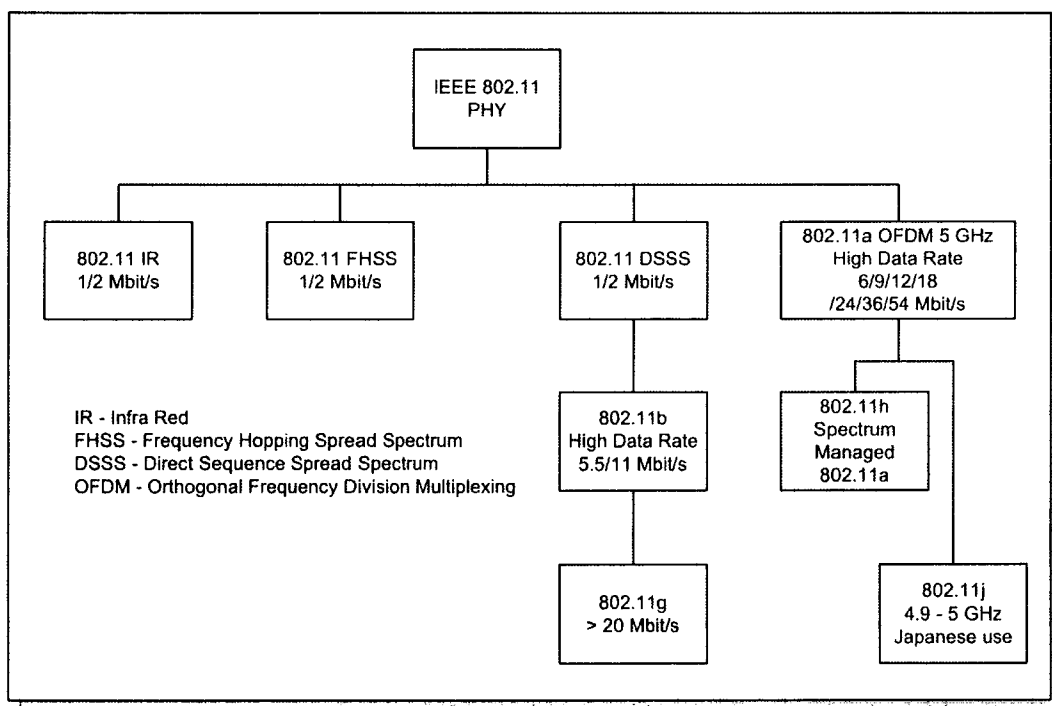 IEEE 802.11
PHY
802.11 IR
1/2 Mbit/s
802.11 FHSS
1/2 Mbit/s
802.11 DSSS
1/2 Mbit/s
802.11a OFDM 5 GHz
High Data Rate
6/9/12/18
/24/36/54 Mbit/s
IR - Infra Red
FHSS - Frequency Hopping Spread Spectrum
DSSS - Direct Sequence Spread Spectrum
OFDM - Orthogonal Frequency Division Multiplexing
802.11b
High Data Rate
5.5/11 Mbit/s
802.11h
Spectrum
Managed
802.11a
802.11g
> 20 Mbit/s
802.11j
4.9 - 5 GHz
Japanese use